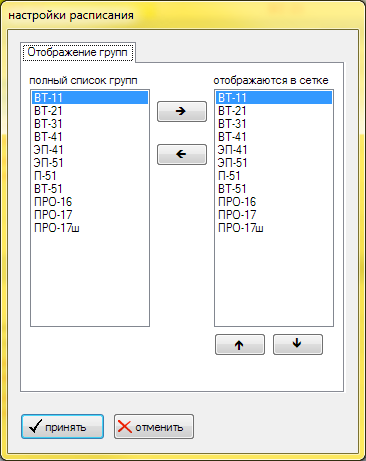 настройки расписания
Отображение групп
полный список групп
ВТ-11
ВТ-21
ВТ-31
ВТ-41
ЭП-41
ЭП-51
П-51
ВТ-51
ПРО-16
ПРО-17
ПРО-17ш
отображаются в сетке
ВТ-11
ВТ-21
ВТ-31
ВТ-41
ЭП-41
ЭП-51
П-51
ВТ-51
ПРО-16
ПРО-17
ПРО-17ш
принять
отменить